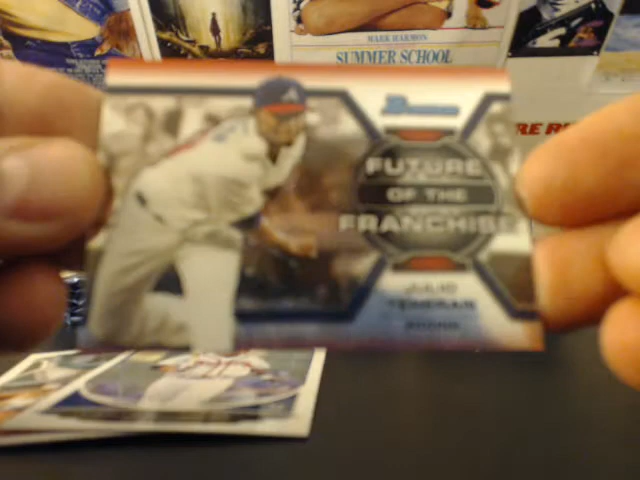 MARK HARMON
SUMMER SCHOOL
Bowman
FUTURE
OF THE
FRANCHISE
JULIO
TEHERAN